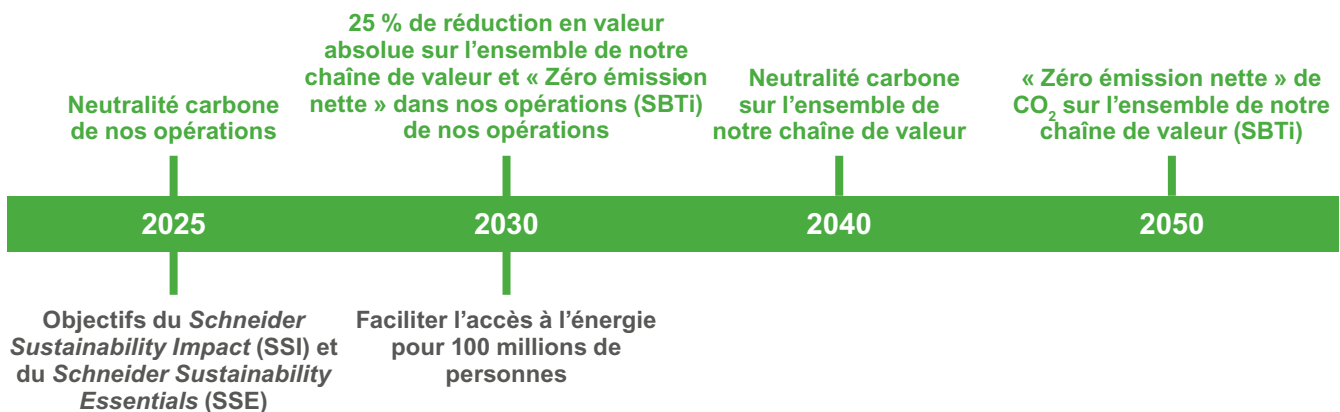 Neutralité carbone
de nos opérations
25 % de réduction en valeur
absolue sur l’ensemble de notre
chaîne de valeur et « Zéro émission
nette » dans nos opérations (SBTi)
de nos opérations
Neutralité carbone
sur l’ensemble de
notre chaîne de valeur
« Zéro émission nette » de
CO₂ sur l’ensemble de notre
chaîne de valeur (SBTi)
2025
2030
2040
2050
Objectifs du Schneider
Sustainability Impact (SSI) et
du Schneider Sustainability
Essentials (SSE)
Faciliter l’accès à l’énergie
pour 100 millions de
personnes